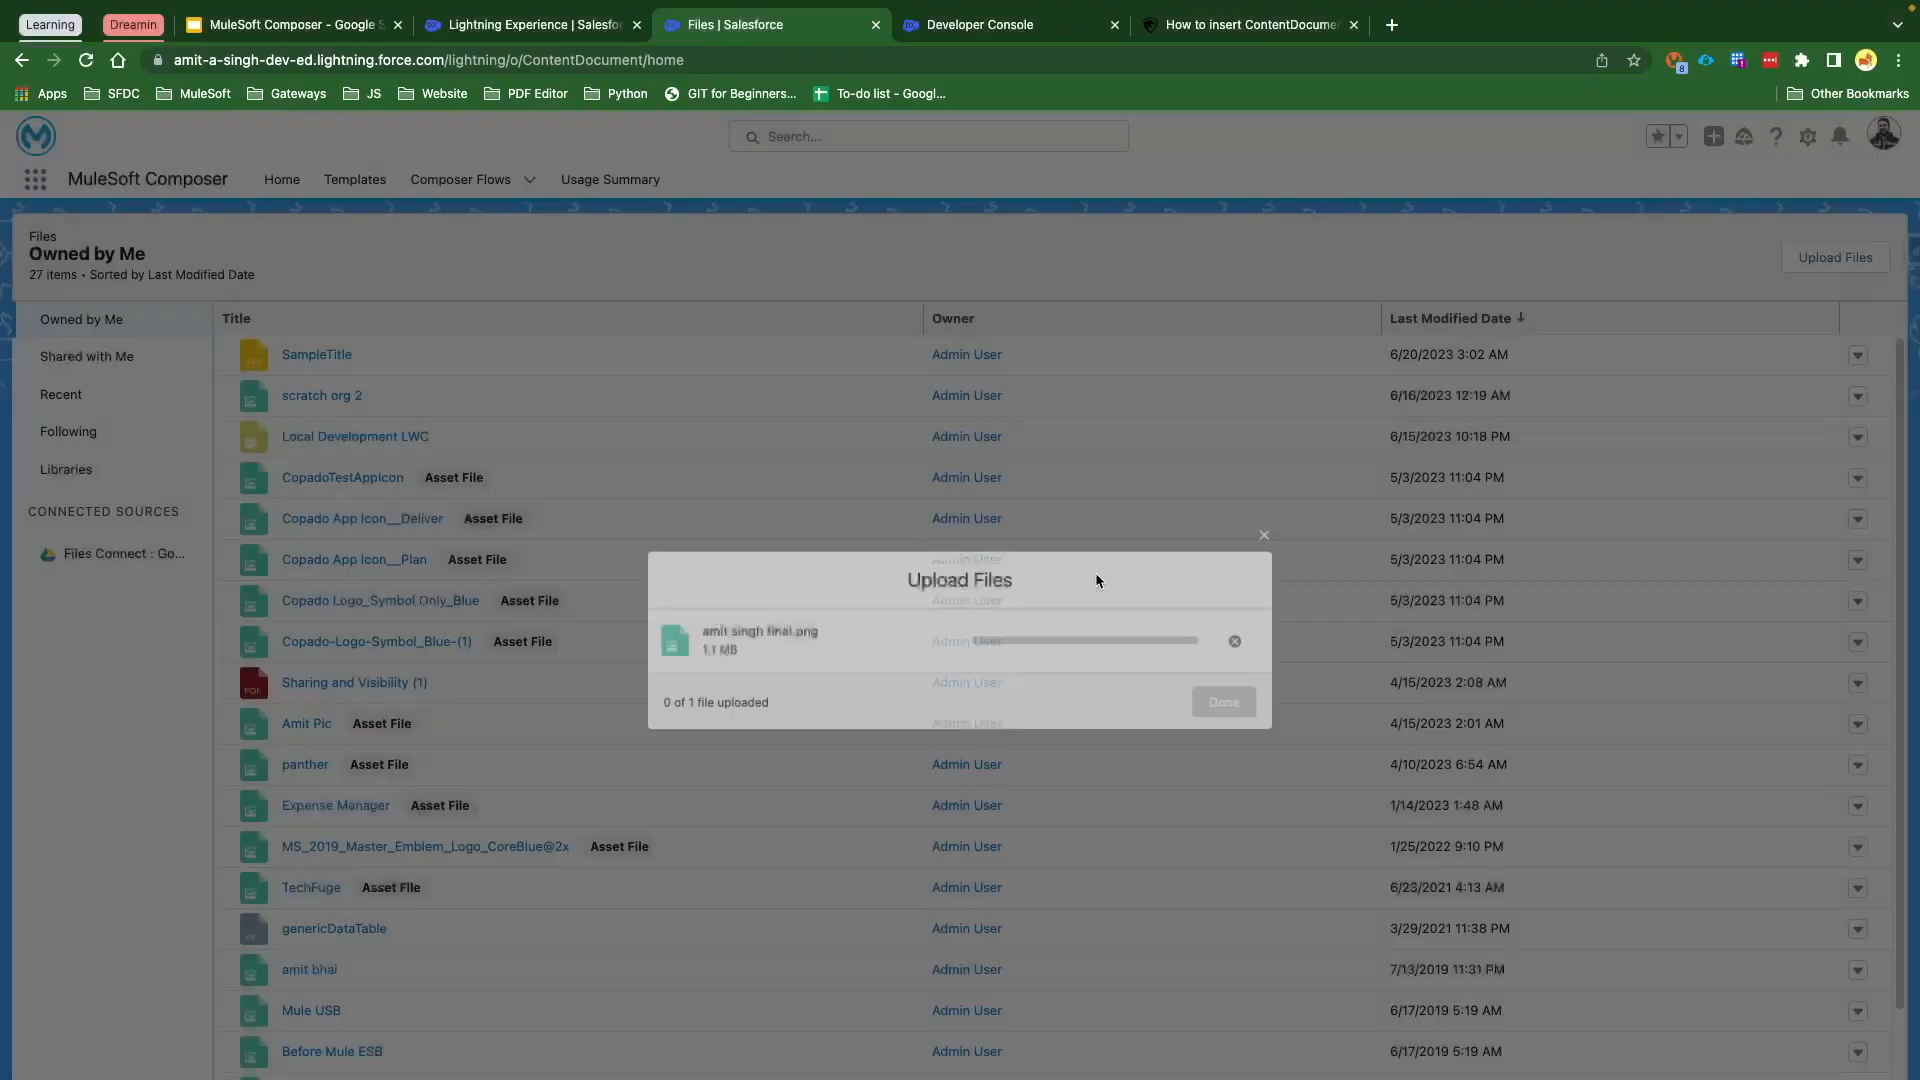 Learning
Dreamin
MuleSoft Composer - Google S
Lightning Experience | Salesfor
Files | Salesforce
Developer Console
How to insert ContentDocumen
amit-a-singh-dev-ed.lightning.force.com/lightning/o/ContentDocument/home
8
Apps
SFDC
MuleSoft
Gateways
JS
Website
PDF Editor
Python
GIT for Beginners...
To-do list - Googl...
Other Bookmarks
Search...
MuleSoft Composer
Home
Templates
Composer Flows
Usage Summary
Files
Owned by Me
27 items • Sorted by Last Modified Date
Upload Files
Owned by Me
Shared with Me
Recent
Following
Libraries
CONNECTED SOURCES
Files Connect : Go...
Title Owner Last Modified Date
SampleTitle Admin User 6/20/2023 3:02 AM
scratch org 2 Admin User 6/16/2023 12:19 AM
Local Development LWC Admin User 6/15/2023 10:18 PM
CopadoTestAppIcon Asset File Admin User 5/3/2023 11:04 PM
Copado App Icon__Deliver Asset File Admin User 5/3/2023 11:04 PM
Copado App Icon__Plan Asset File Admin User 5/3/2023 11:04 PM
Copado Logo_Symbol Only_Blue Asset File Admin User 5/3/2023 11:04 PM
Copado-Logo-Symbol_Blue-(1) Asset File Admin User 5/3/2023 11:04 PM
Sharing and Visibility (1) Admin User 4/15/2023 2:08 AM
Amit Pic Asset File Admin User 4/15/2023 2:01 AM
panther Asset File Admin User 4/10/2023 6:54 AM
Expense Manager Asset File Admin User 1/14/2023 1:48 AM
MS_2019_Master_Emblem_Logo_CoreBlue@2x Asset File Admin User 1/25/2022 9:10 PM
TechFuge Asset File Admin User 6/23/2021 4:13 AM
genericDataTable Admin User 3/29/2021 11:38 PM
amit bhai Admin User 7/13/2019 11:31 PM
Mule USB Admin User 6/17/2019 5:19 AM
Before Mule ESB Admin User 6/17/2019 5:19 AM
Upload Files
amit singh final.png
1.1 MB
0 of 1 file uploaded
Done